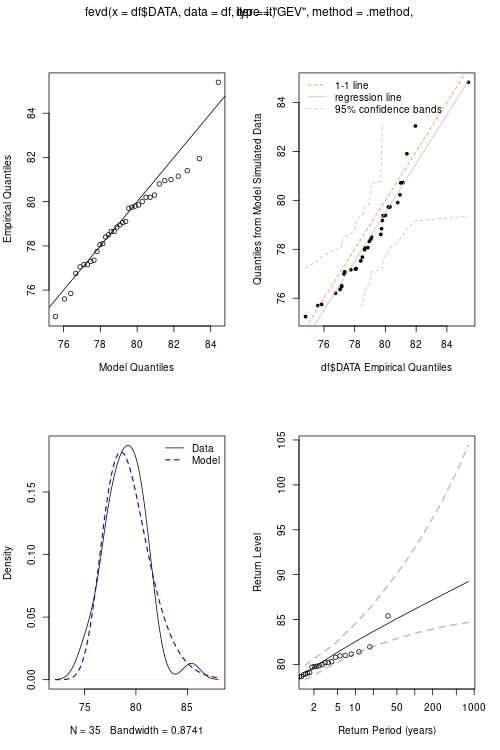 fevd(x = df$DATA, data = df, type = "GEV", method = .method,
84
82
80
78
76
Empirical Quantiles
76 78 80 82 84
Model Quantiles
1-1 line
regression line
95% confidence bands
84
82
80
78
76
Quantiles from Model Simulated Data
76 78 80 82 84
df$DATA Empirical Quantiles
Data
Model
0.15
0.10
0.05
0.00
Density
75 80 85
N = 35 Bandwidth = 0.8741
105
100
95
90
85
80
Return Level
2 5 10 50 200 1000
Return Period (years)